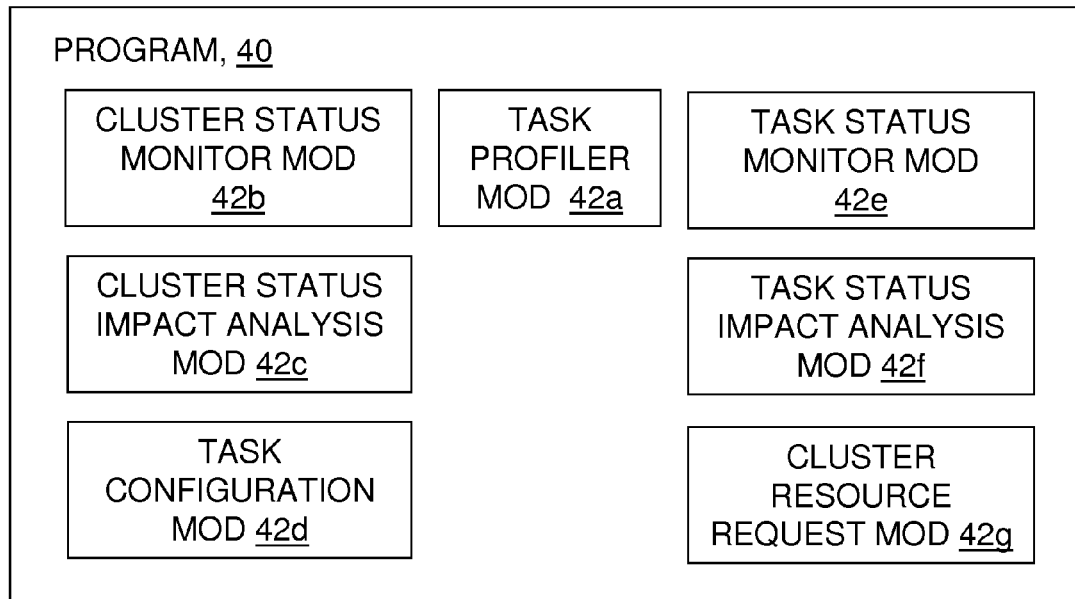 PROGRAM, 40
CLUSTER STATUS
MONITOR MOD
42b
TASK
PROFILER
MOD 42a
TASK STATUS
MONITOR MOD
42e
CLUSTER STATUS
IMPACT ANALYSIS
MOD 42c
TASK STATUS
IMPACT ANALYSIS
MOD 42f
TASK
CONFIGURATION
MOD 42d
CLUSTER
RESOURCE
REQUEST MOD 42g